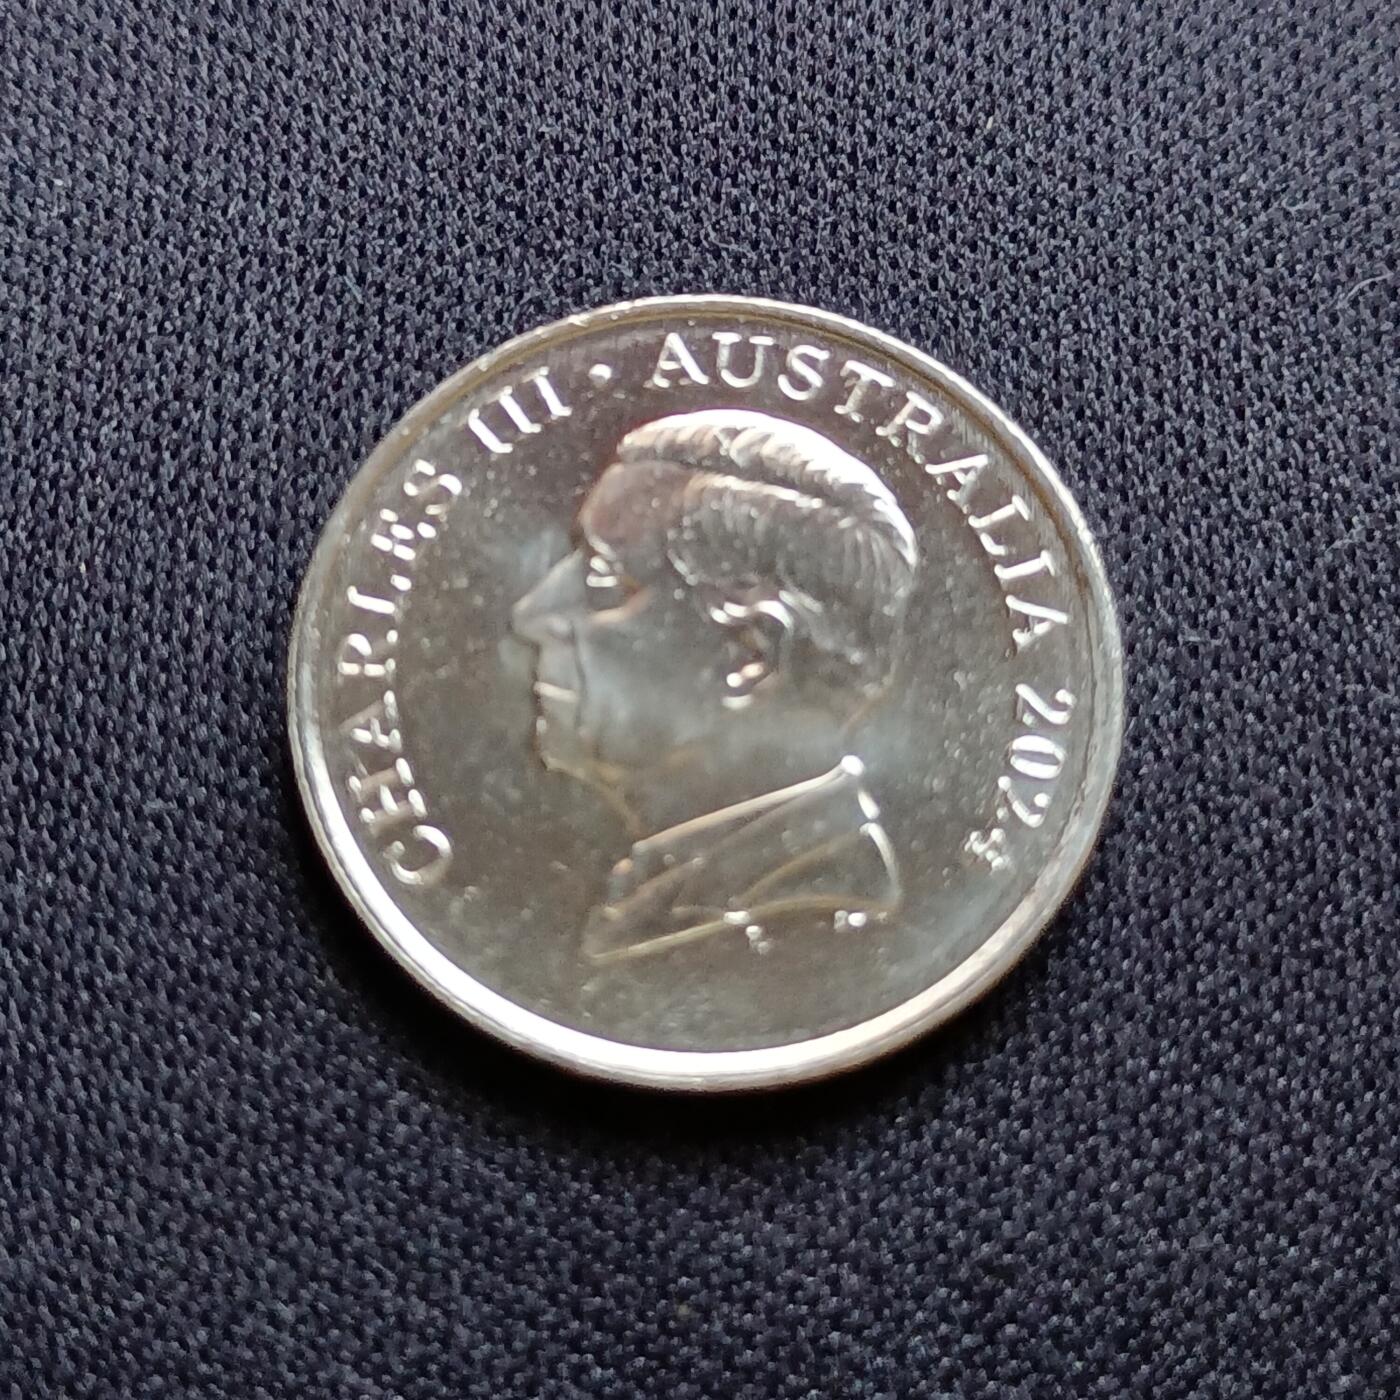 CHARLES III • AUSTRALIA 2024